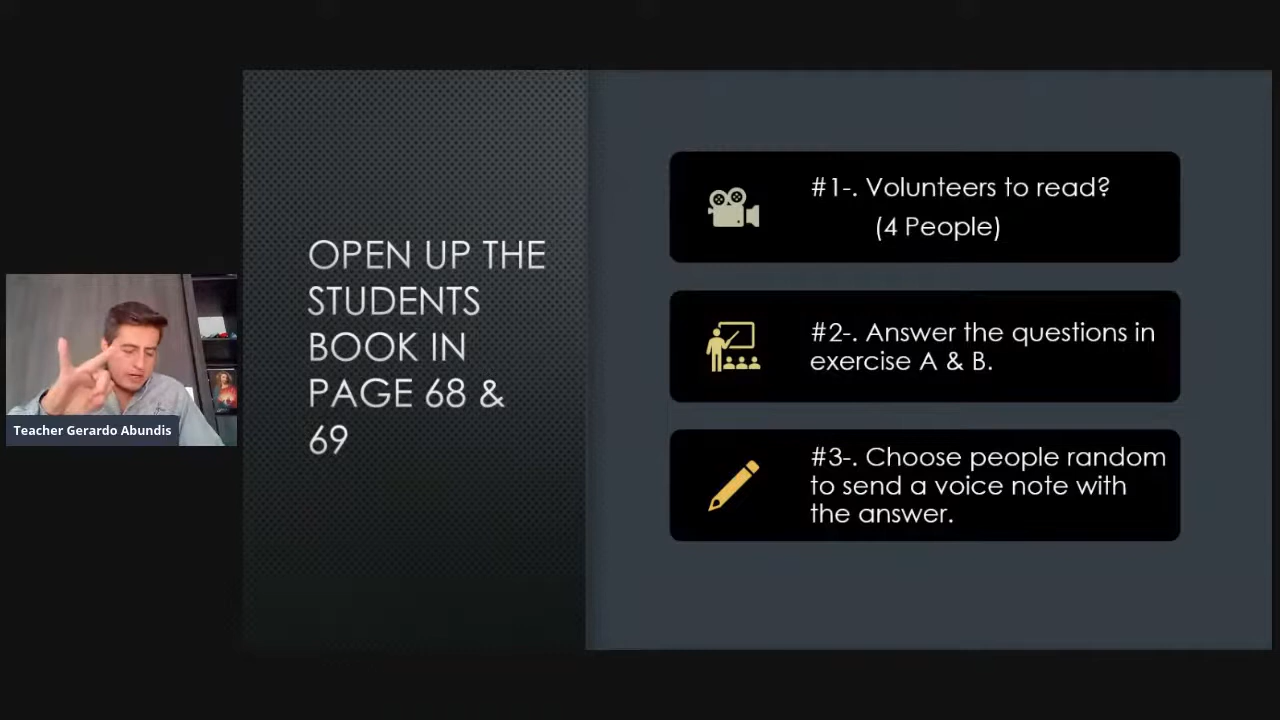 OPEN UP THE
STUDENTS
BOOK IN
PAGE 68 &
69
#1-. Volunteers to read?
(4 People)
#2-. Answer the questions in
exercise A & B.
#3-. Choose people random
to send a voice note with
the answer.
Teacher Gerardo Abundis